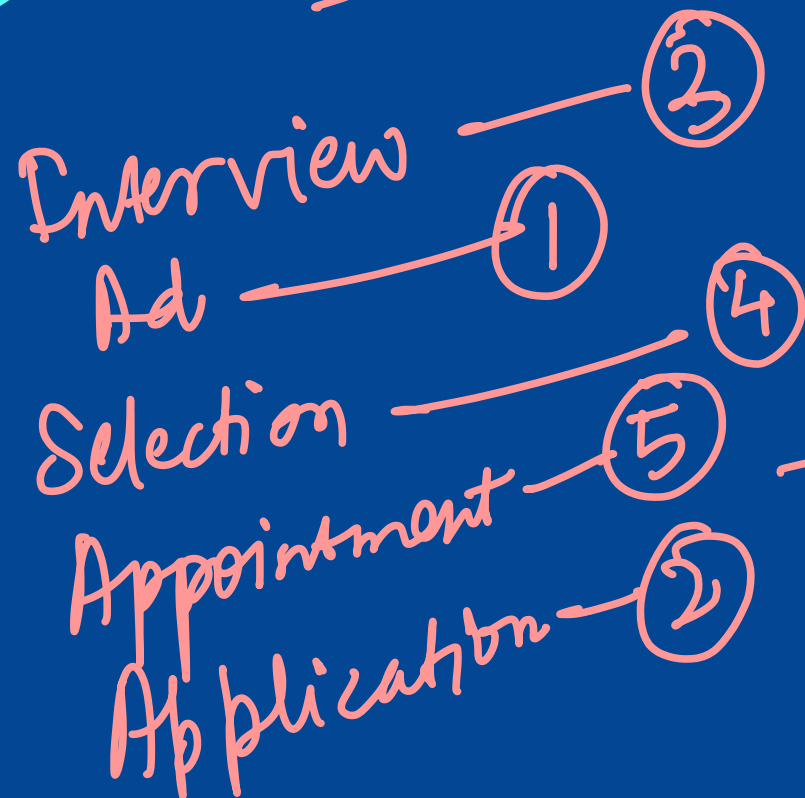 Interview — 3
Ad — 1
Selection — 4
Appointment — 5
Application — 2